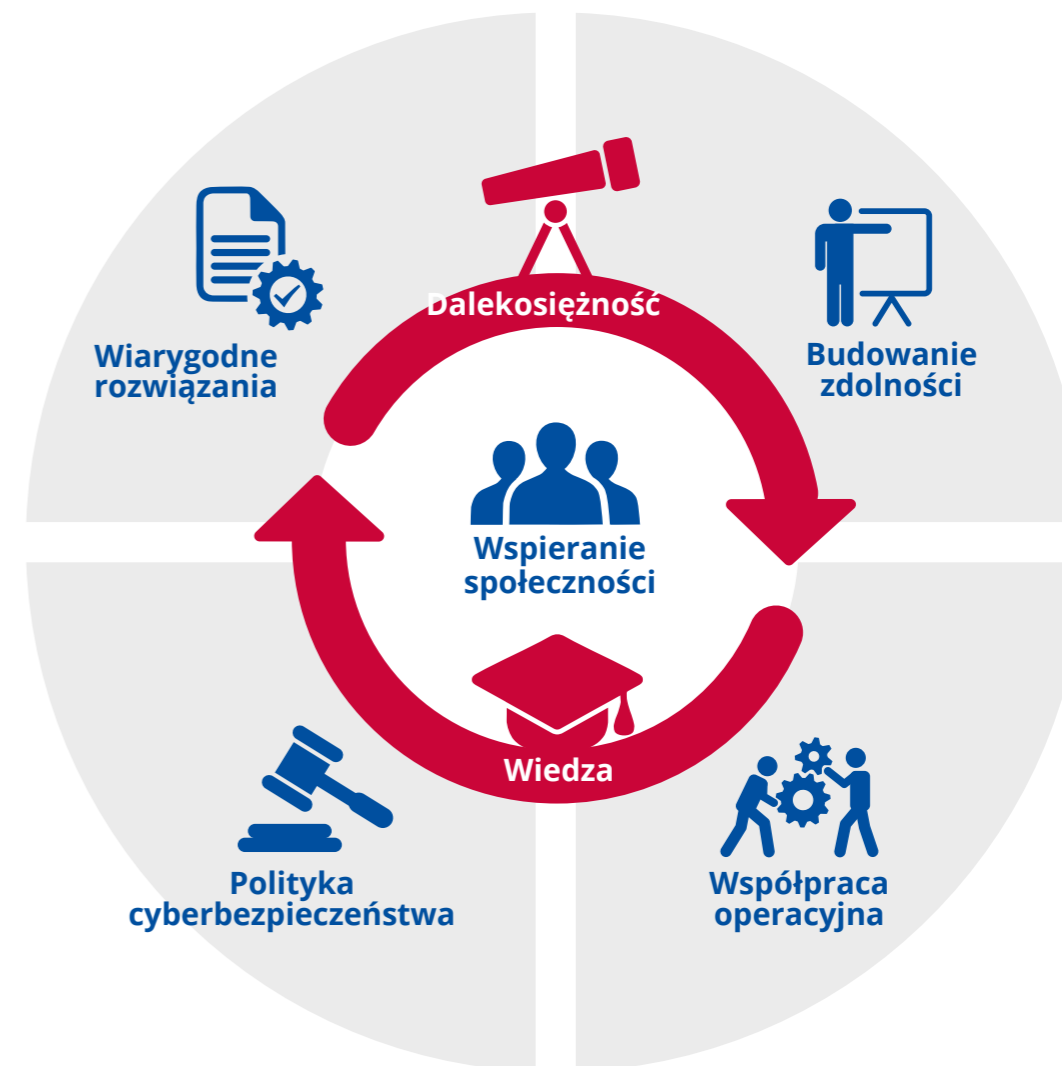 Dalekosiężność
Wiarygodne
rozwiązania
Budowanie
zdolności
Wspieranie
społeczności
Wiedza
Polityka
cyberbezpieczeństwa
Współpraca
operacyjna